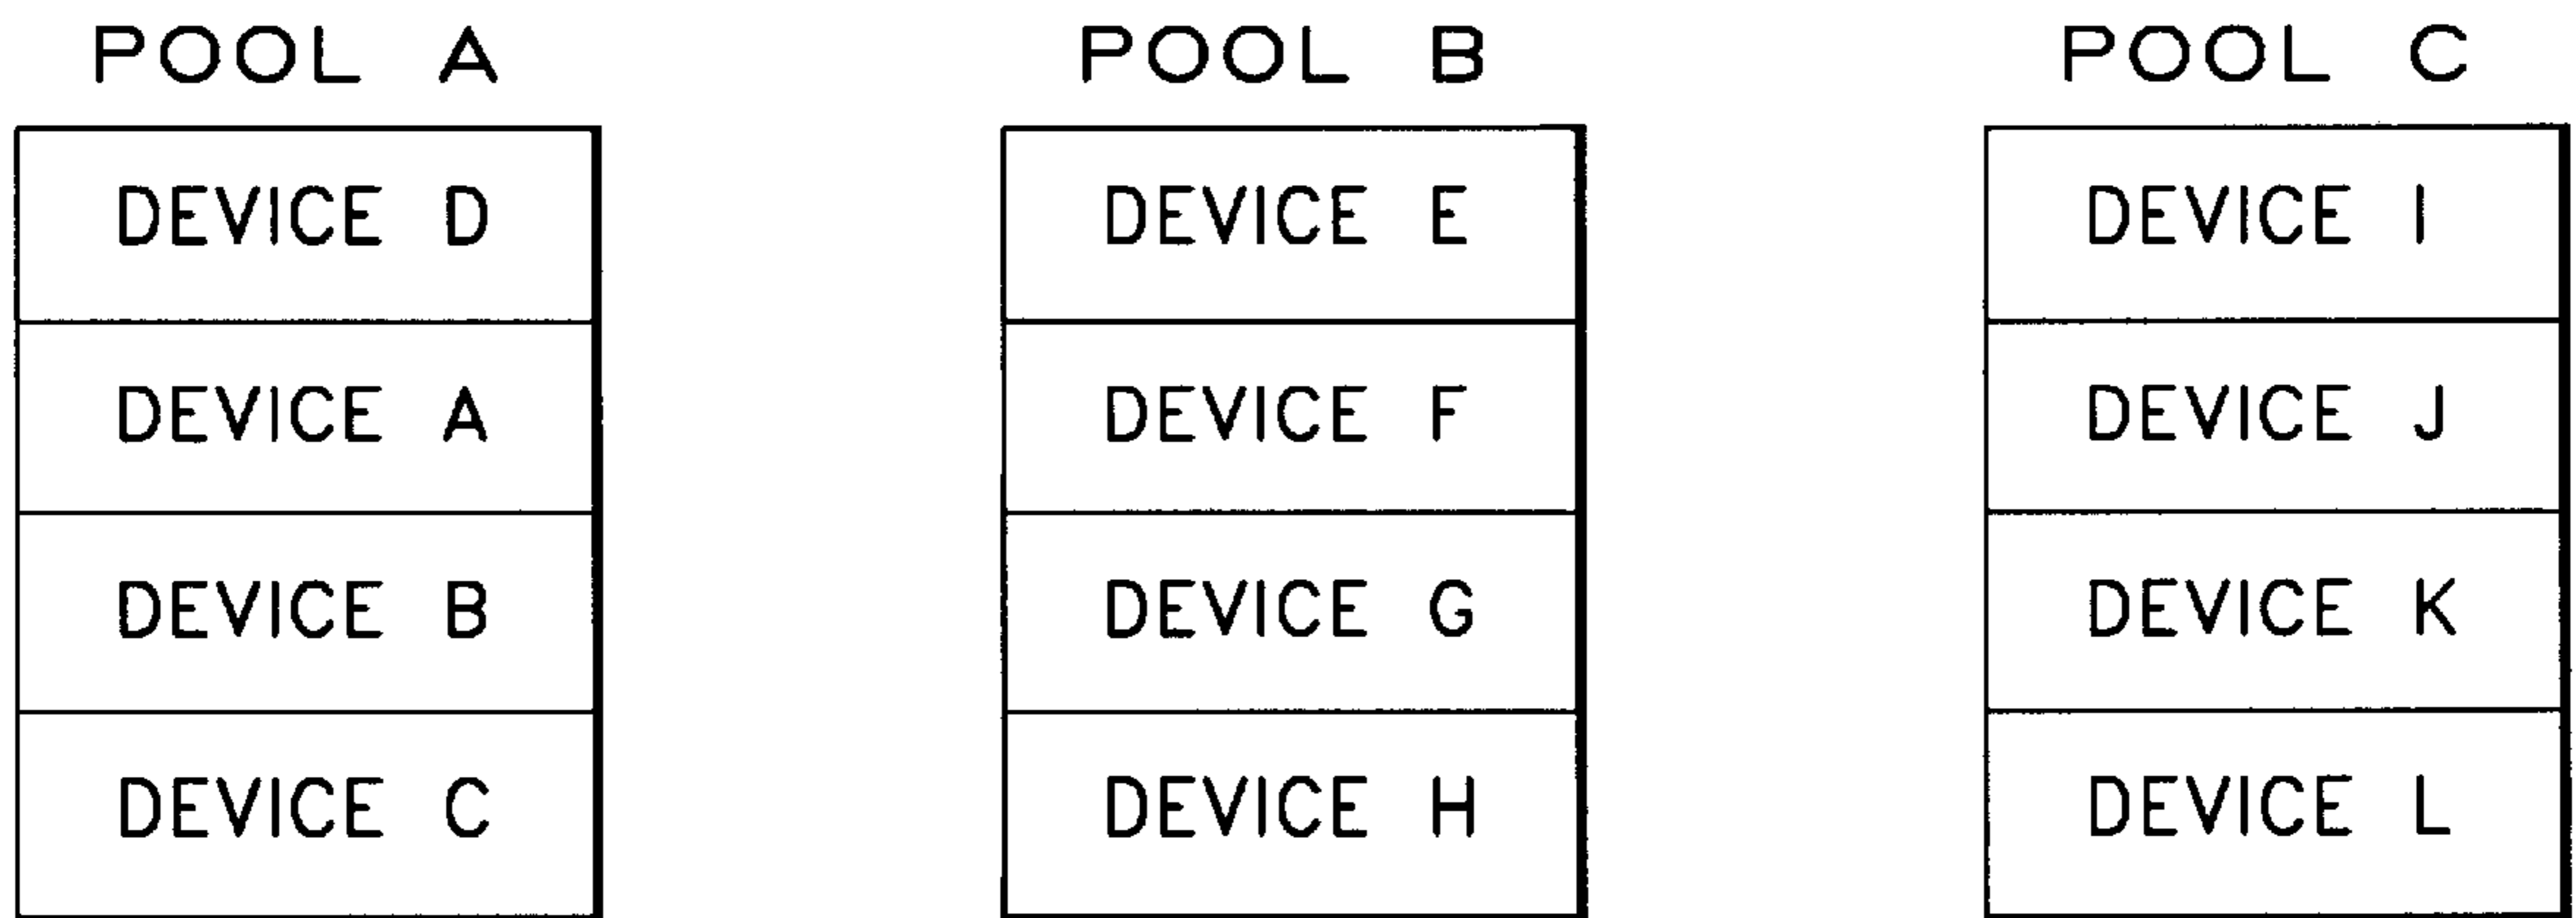 POOL A
DEVICE D
DEVICE A
DEVICE B
DEVICE C
POOL B
DEVICE E
DEVICE F
DEVICE G
DEVICE H
POOL C
DEVICE I
DEVICE J
DEVICE K
DEVICE L